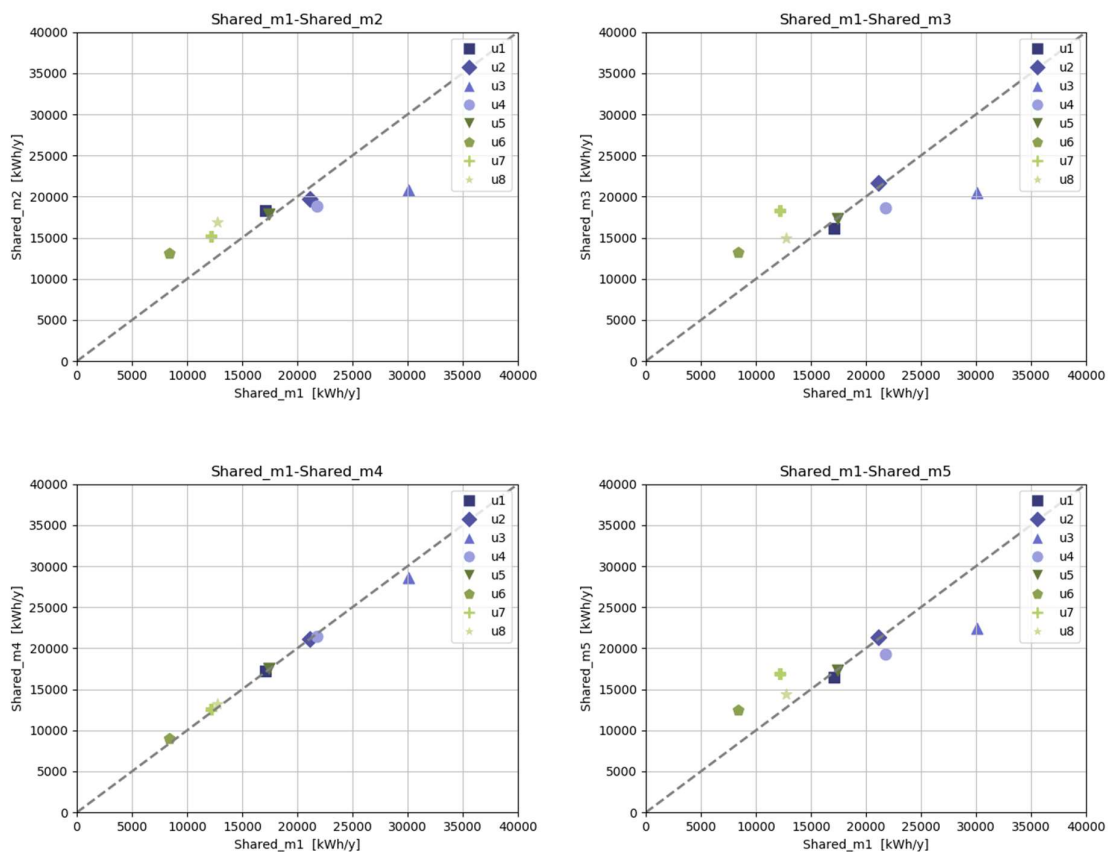 Shared_m1-Shared_m2
40000
35000
30000
25000
20000
15000
10000
5000
0
Shared_m2 [kWh/y]
u1
u2
u3
u4
u5
u6
u7
u8
0 5000 10000 15000 20000 25000 30000 35000 40000
Shared_m1 [kWh/y]
Shared_m1-Shared_m3
40000
35000
30000
25000
20000
15000
10000
5000
0
Shared_m3 [kWh/y]
u1
u2
u3
u4
u5
u6
u7
u8
0 5000 10000 15000 20000 25000 30000 35000 40000
Shared_m1 [kWh/y]
Shared_m1-Shared_m4
40000
35000
30000
25000
20000
15000
10000
5000
0
Shared_m4 [kWh/y]
u1
u2
u3
u4
u5
u6
u7
u8
0 5000 10000 15000 20000 25000 30000 35000 40000
Shared_m1 [kWh/y]
Shared_m1-Shared_m5
40000
35000
30000
25000
20000
15000
10000
5000
0
Shared_m5 [kWh/y]
u1
u2
u3
u4
u5
u6
u7
u8
0 5000 10000 15000 20000 25000 30000 35000 40000
Shared_m1 [kWh/y]